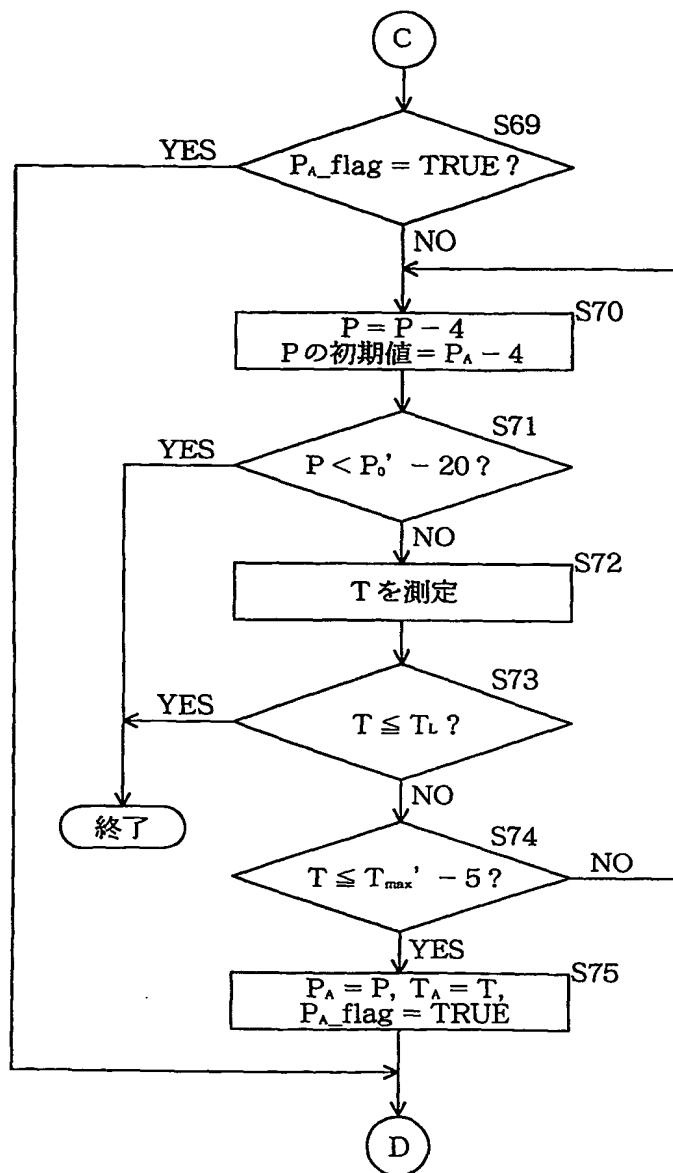 C
S69
YES
P_A_flag = TRUE ?
NO
S70
P = P − 4
Pの初期値 = P_A − 4
S71
YES
P < P_0' − 20 ?
NO
S72
Tを測定
S73
YES
T ≦ T_L ?
NO
終了
S74
T ≦ T_max' − 5 ?
NO
YES
S75
P_A = P, T_A = T,
P_A_flag = TRUE
D